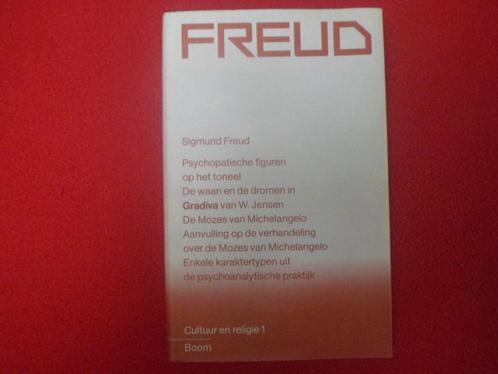 FREUD
Sigmund Freud
Psychopatische figuren
op het toneel
De waan en de dromen in
Gradiva van W. Jensen
De Mozes van Michelangelo
Aanvulling op de verhandeling
over de Mozes van Michelangelo
Enkele karaktertypen uit
de psychoanalytische praktijk
Cultuur en religie 1
Boom